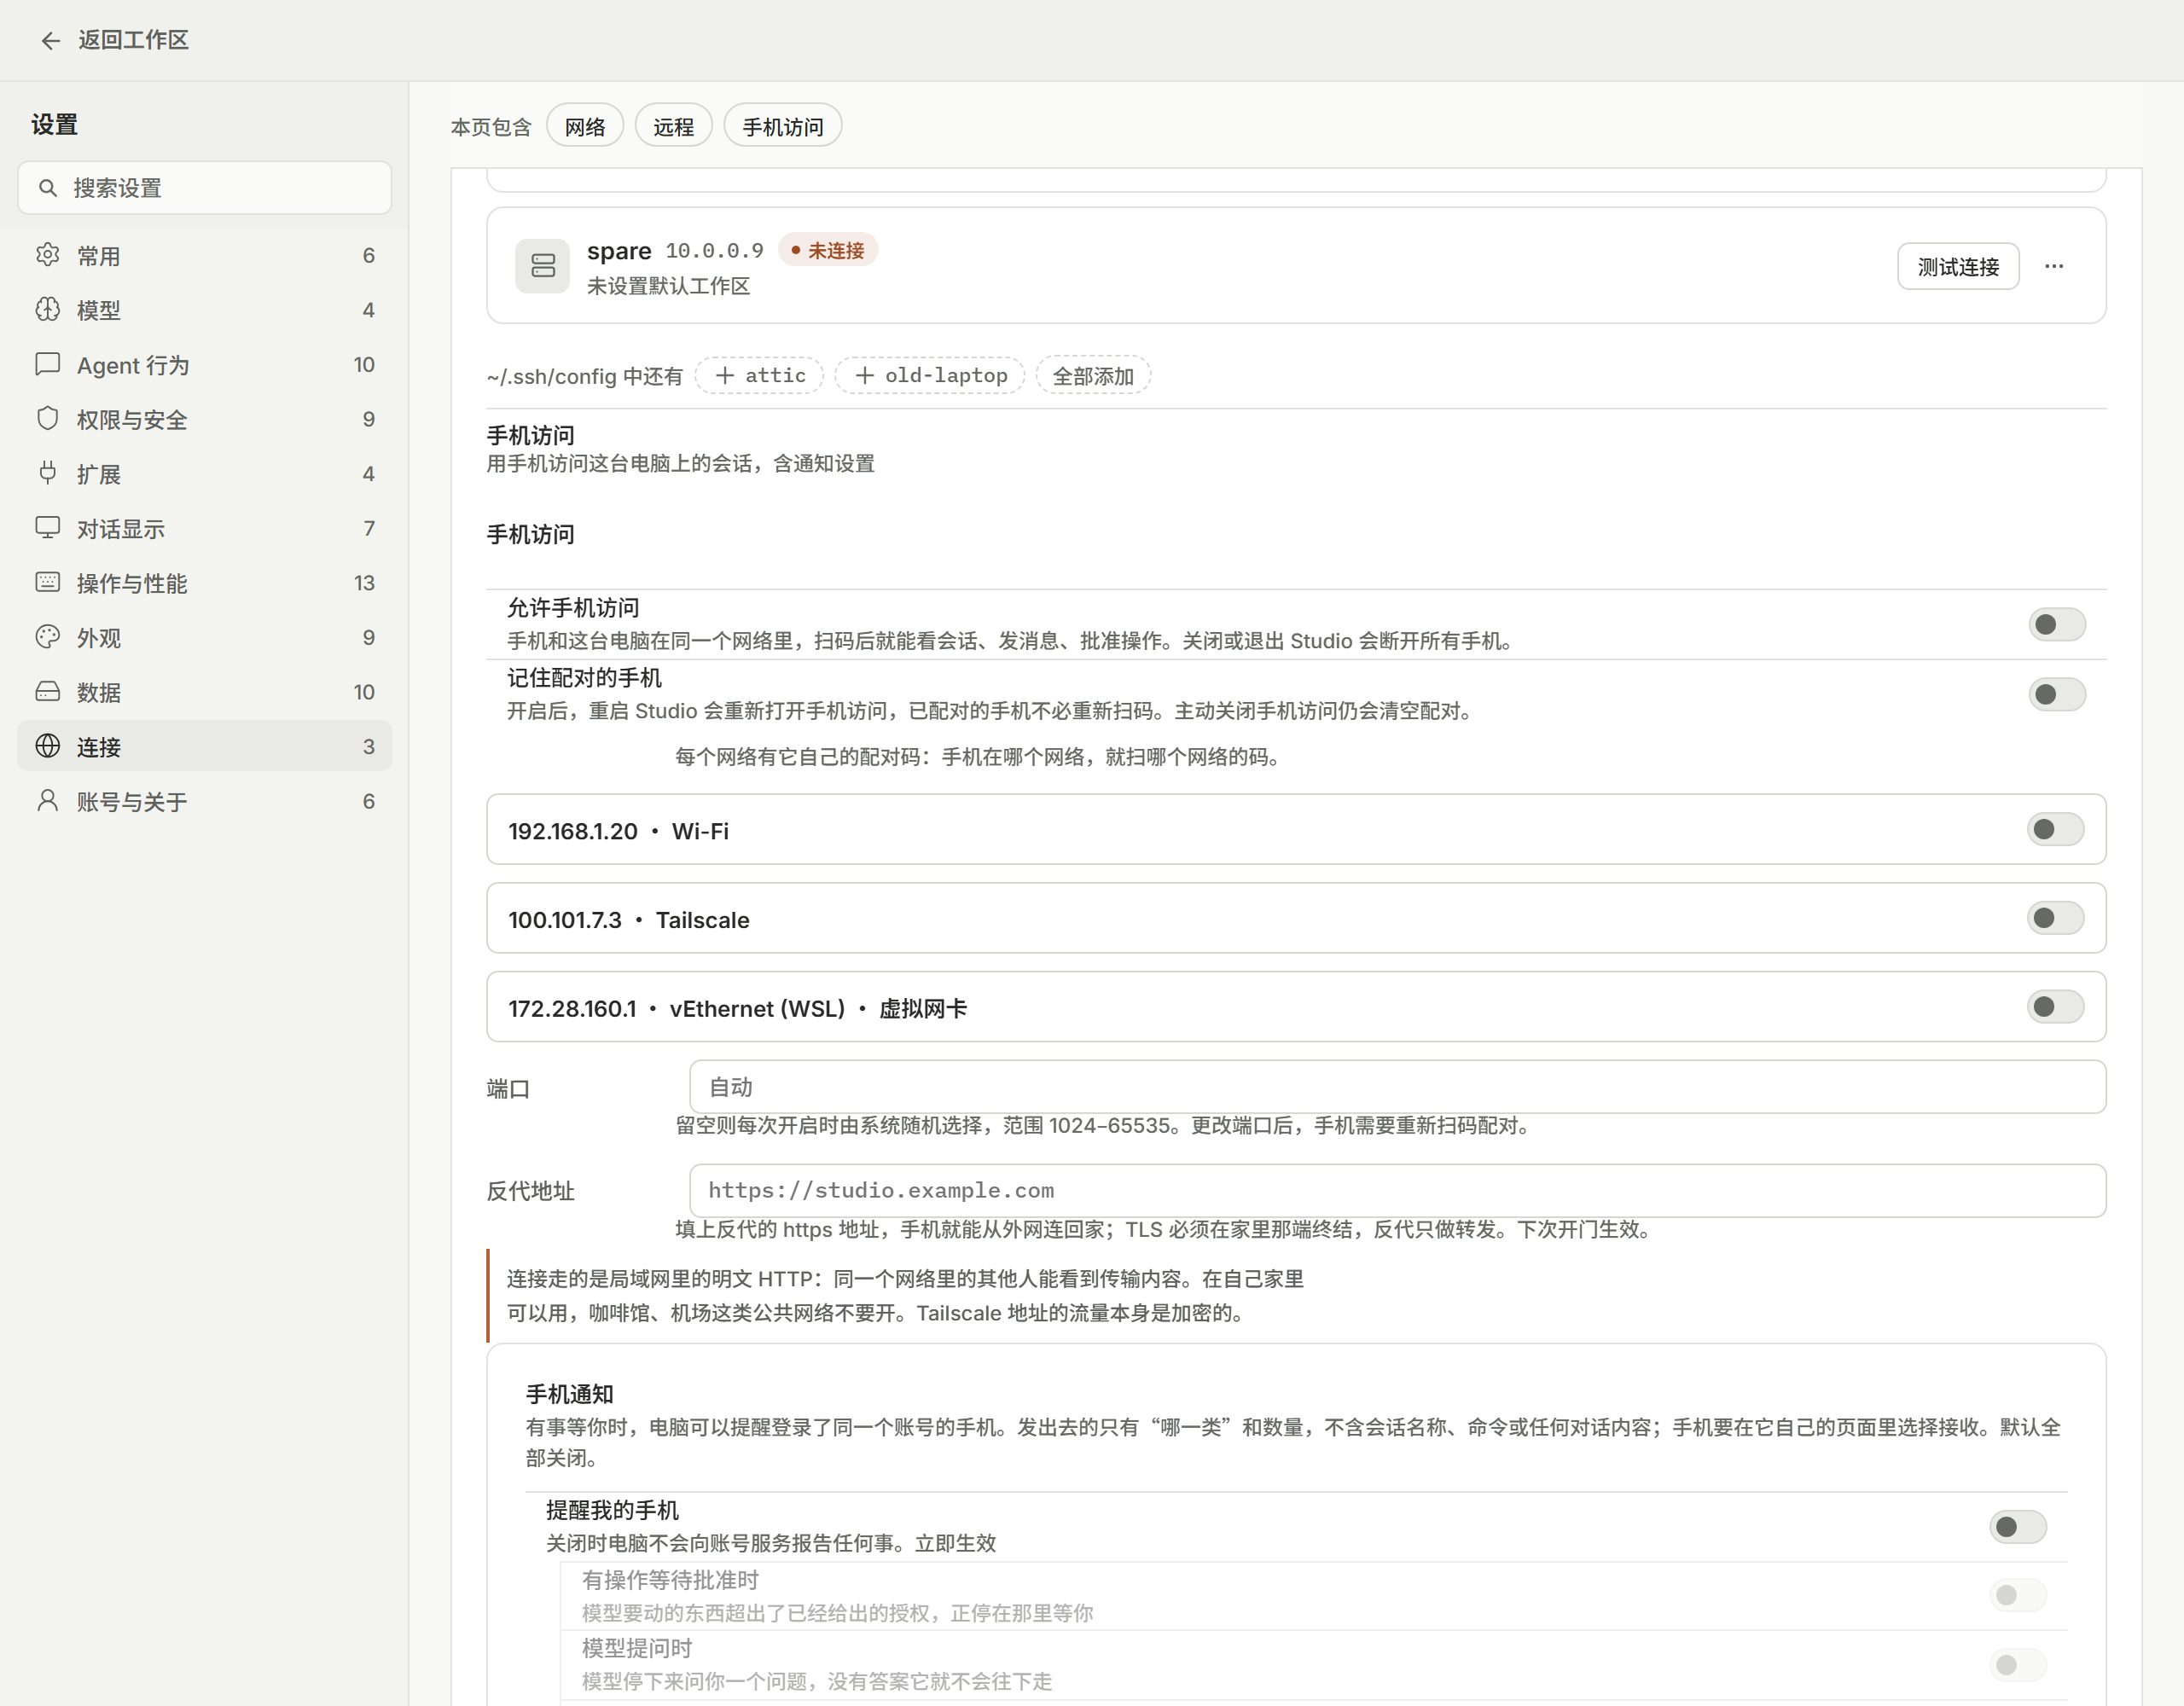 返回工作区
设置
搜索设置
常用 6
模型 4
Agent 行为 10
权限与安全 9
扩展 4
对话显示 7
操作与性能 13
外观 9
数据 10
连接 3
账号与关于 6
本页包含 网络 远程 手机访问
spare 10.0.0.9 未连接
未设置默认工作区
测试连接
~/.ssh/config 中还有 + attic + old-laptop 全部添加
手机访问
用手机访问这台电脑上的会话，含通知设置
手机访问
允许手机访问
手机和这台电脑在同一个网络里，扫码后就能看会话、发消息、批准操作。关闭或退出 Studio 会断开所有手机。
记住配对的手机
开启后，重启 Studio 会重新打开手机访问，已配对的手机不必重新扫码。主动关闭手机访问仍会清空配对。
每个网络有它自己的配对码：手机在哪个网络，就扫哪个网络的码。
192.168.1.20 · Wi-Fi
100.101.7.3 · Tailscale
172.28.160.1 · vEthernet (WSL) · 虚拟网卡
端口 自动
留空则每次开启时由系统随机选择，范围 1024–65535。更改端口后，手机需要重新扫码配对。
反代地址 https://studio.example.com
填上反代的 https 地址，手机就能从外网连回家；TLS 必须在家里那端终结，反代只做转发。下次开门生效。
连接走的是局域网里的明文 HTTP：同一个网络里的其他人能看到传输内容。在自己家里
可以用，咖啡馆、机场这类公共网络不要开。Tailscale 地址的流量本身是加密的。
手机通知
有事等你时，电脑可以提醒登录了同一个账号的手机。发出去的只有“哪一类”和数量，不含会话名称、命令或任何对话内容；手机要在它自己的页面里选择接收。默认全
部关闭。
提醒我的手机
关闭时电脑不会向账号服务报告任何事。立即生效
有操作等待批准时
模型要动的东西超出了已经给出的授权，正停在那里等你
模型提问时
模型停下来问你一个问题，没有答案它就不会往下走